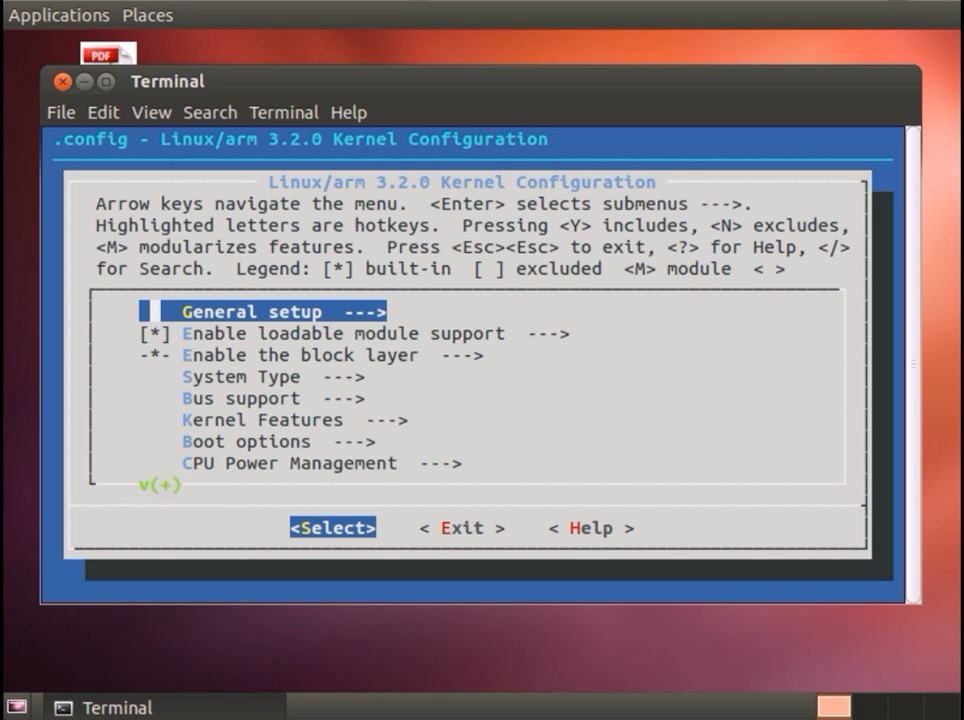 Applications Places
PDF
Terminal
File Edit View Search Terminal Help
.config - Linux/arm 3.2.0 Kernel Configuration
Linux/arm 3.2.0 Kernel Configuration
Arrow keys navigate the menu.  <Enter> selects submenus --->.
Highlighted letters are hotkeys.  Pressing <Y> includes, <N> excludes,
<M> modularizes features.  Press <Esc><Esc> to exit, <?> for Help, </>
for Search.  Legend: [*] built-in  [ ] excluded  <M> module  < >
General setup  --->
[*] Enable loadable module support  --->
-*- Enable the block layer  --->
System Type  --->
Bus support  --->
Kernel Features  --->
Boot options  --->
CPU Power Management  --->
v(+)
<Select>    < Exit >    < Help >
Terminal